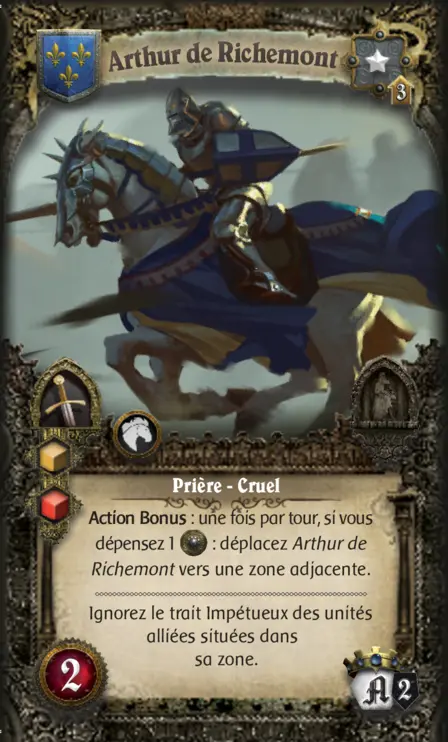 Arthur de Richemont
3
Prière - Cruel
Action Bonus : une fois par tour, si vous
dépensez 1 : déplacez Arthur de
Richemont vers une zone adjacente.
Ignorez le trait Impétueux des unités
alliées situées dans
sa zone.
2
A 2